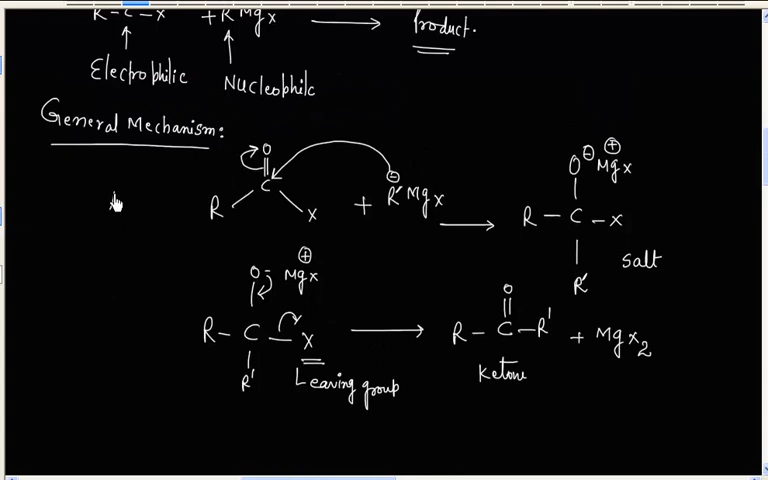 R-C-X + R'Mgx → Product.
Electrophilic Nucleophilic
General Mechanism:
O
C
R X + ⊖ R'Mgx →
O⊖ ⊕ Mgx
R - C - x
R'
Salt
O- ⊕ Mgx
R- C - X →
R'
Leaving group
O
R - C - R' + Mgx2
Ketone